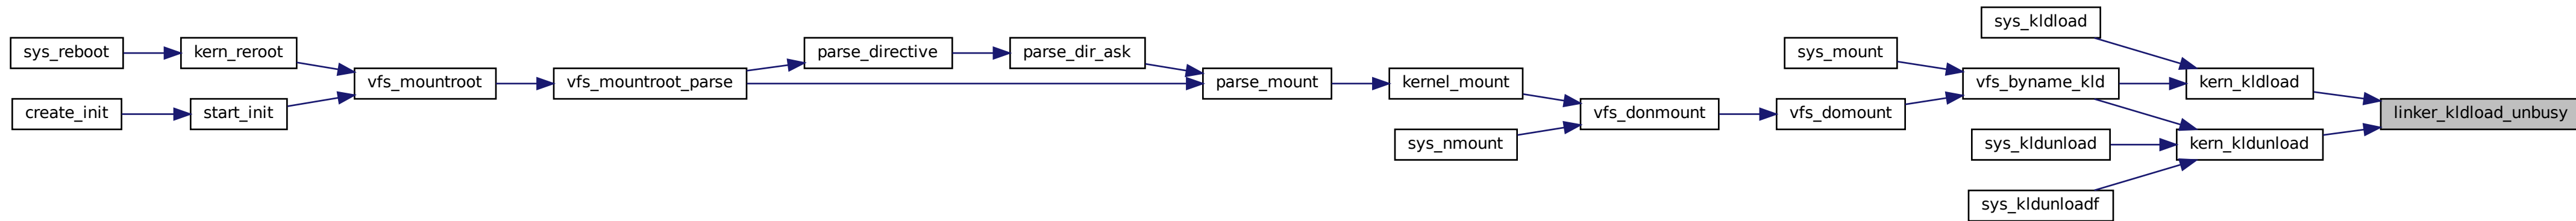 sys_reboot
kern_reroot
create_init
start_init
vfs_mountroot
vfs_mountroot_parse
parse_directive
parse_dir_ask
parse_mount
kernel_mount
sys_nmount
vfs_donmount
sys_mount
vfs_domount
sys_kldload
vfs_byname_kld
kern_kldload
sys_kldunload
kern_kldunload
sys_kldunloadf
linker_kldload_unbusy